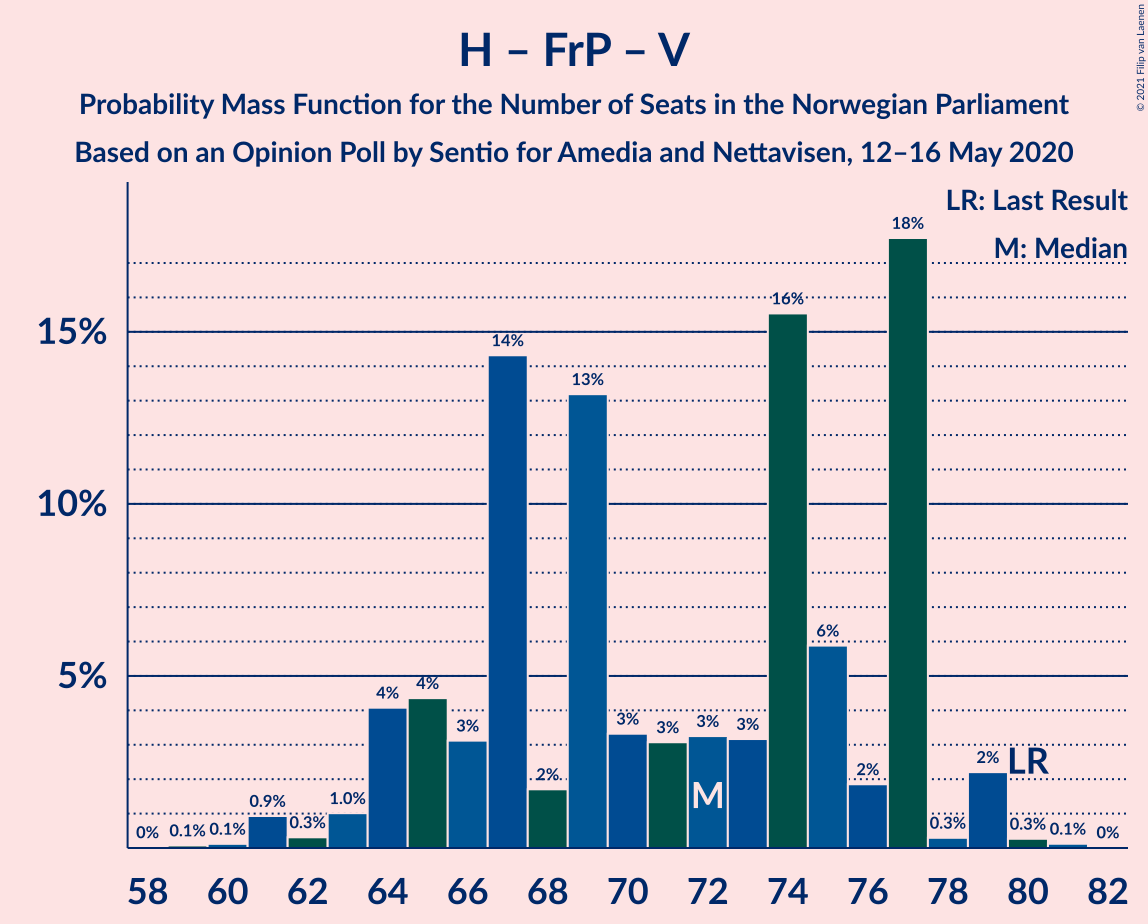 H – FrP – V
Probability Mass Function for the Number of Seats in the Norwegian Parliament
Based on an Opinion Poll by Sentio for Amedia and Nettavisen, 12–16 May 2020
© 2021 Filip van Laenen
LR: Last Result
M: Median
15%
10%
5%
0% 0.1% 0.1% 0.9% 0.3% 1.0% 4% 4% 3% 14% 2% 13% 3% 3% 3% 3% 16% 6% 2% 18% 0.3% 2% 0.3% 0.1% 0%
LR
M
58 60 62 64 66 68 70 72 74 76 78 80 82